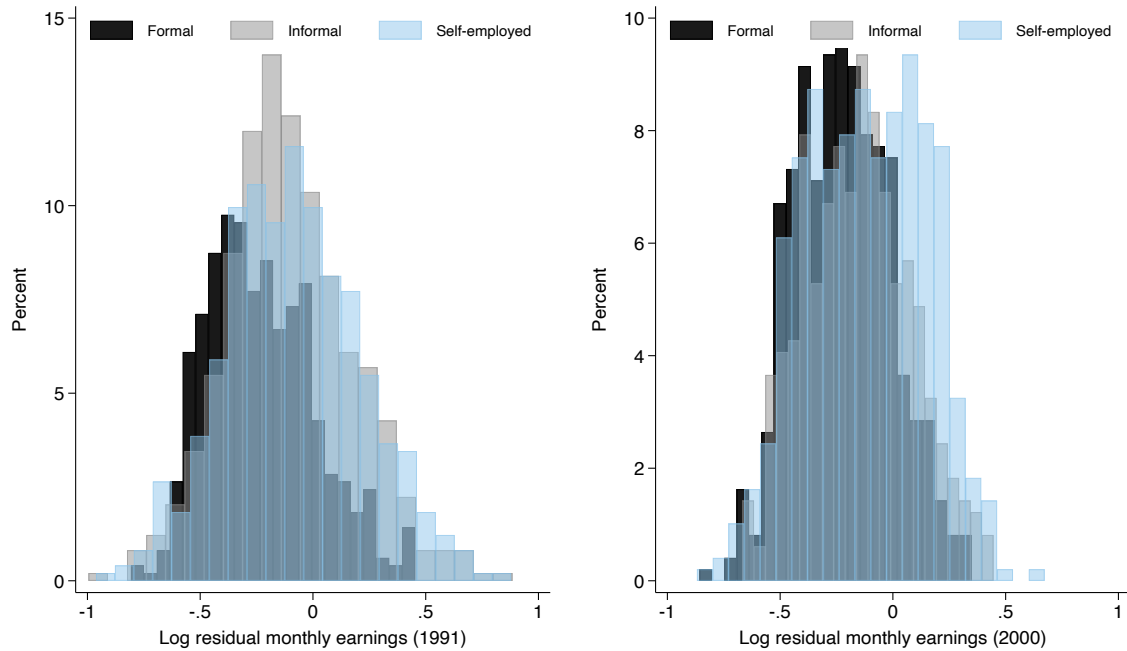 Formal Informal Self-employed
15
10
5
0
Percent
-1 -.5 0 .5 1
Log residual monthly earnings (1991)
Formal Informal Self-employed
10
8
6
4
2
0
Percent
-1 -.5 0 .5 1
Log residual monthly earnings (2000)